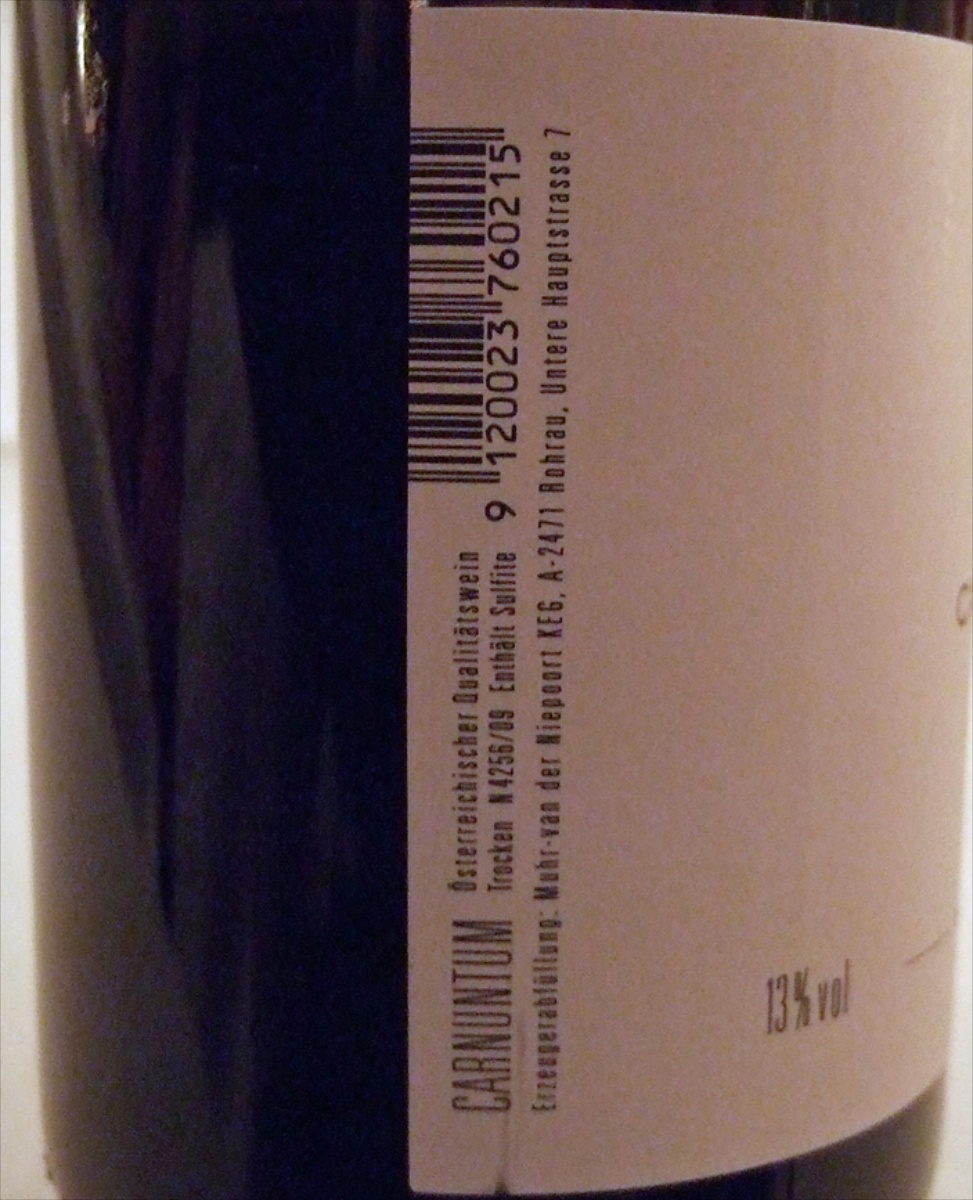 CARNUNTUM
Österreichischer Qualitätswein
Trocken N4256/09 Enthält Sulfite
9 120023 760215
Erzeugerabfüllung: Muhr-van der Niepoort KEG, A-2471 Rohrau, Untere Hauptstrasse 7
13% vol